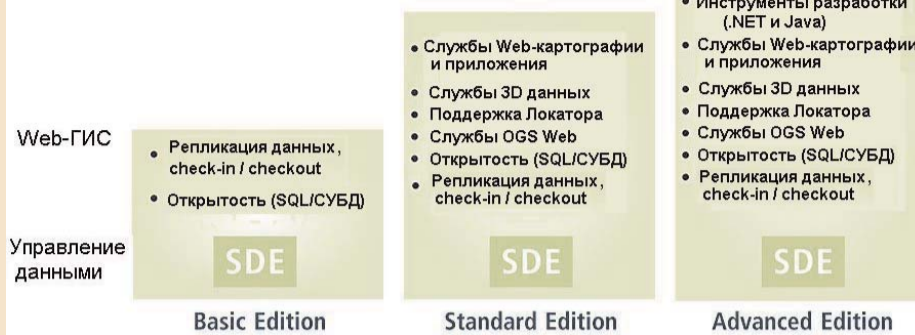 Web-ГИС
Управление
данными
• Репликация данных,
check-in / checkout
• Открытость (SQL/СУБД)
SDE
Basic Edition
• Службы Web-картографии
и приложения
• Службы 3D данных
• Поддержка Локатора
• Службы OGS Web
• Открытость (SQL/СУБД)
• Репликация данных,
check-in / checkout
SDE
Standard Edition
• Инструменты разработки
(.NET и Java)
• Службы Web-картографии
и приложения
• Службы 3D данных
• Поддержка Локатора
• Службы OGS Web
• Открытость (SQL/СУБД)
• Репликация данных,
check-in / checkout
SDE
Advanced Edition